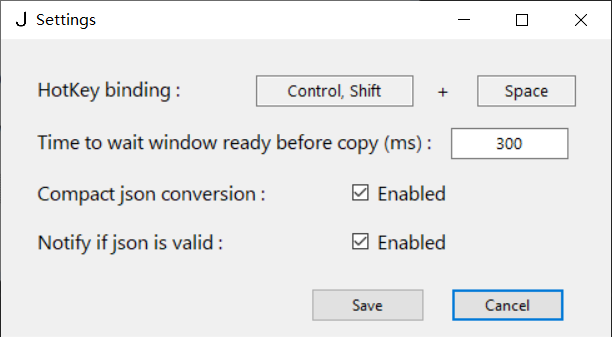 J Settings
HotKey binding : Control, Shift + Space
Time to wait window ready before copy (ms) : 300
Compact json conversion : Enabled
Notify if json is valid : Enabled
Save Cancel